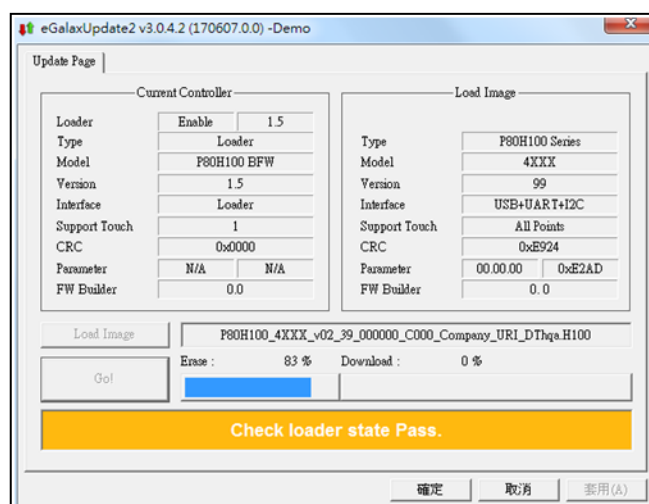 eGalaxUpdate2 v3.0.4.2 (170607.0.0) -Demo
Update Page
Current Controller
Loader Enable 1.5
Type Loader
Model P80H100 BFW
Version 1.5
Interface Loader
Support Touch 1
CRC 0x0000
Parameter N/A N/A
FW Builder 0.0
Load Image
Type P80H100 Series
Model 4XXX
Version 99
Interface USB+UART+I2C
Support Touch All Points
CRC 0xE924
Parameter 00.00.00 0xE2AD
FW Builder 0. 0
Load Image P80H100_4XXX_v02_39_000000_C000_Company_URI_DThqa.H100
Go!
Erase : 83 % Download : 0 %
Check loader state Pass.
確定 取消 套用(A)